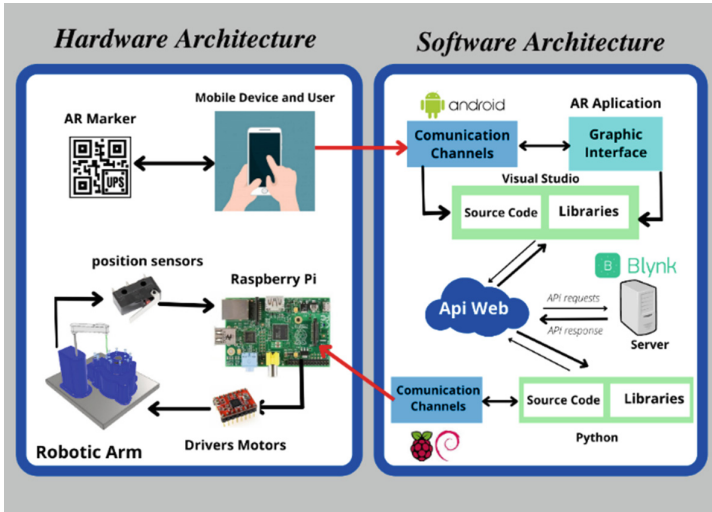 Hardware Architecture
Software Architecture
Mobile Device and User
AR Marker
UPS
android
AR Aplication
Comunication
Channels
Graphic
Interface
Visual Studio
Source Code
Libraries
position sensors
Raspberry Pi
B Blynk
Api Web
API requests
API response
Server
Comunication
Channels
Source Code
Libraries
Python
Robotic Arm
Drivers Motors